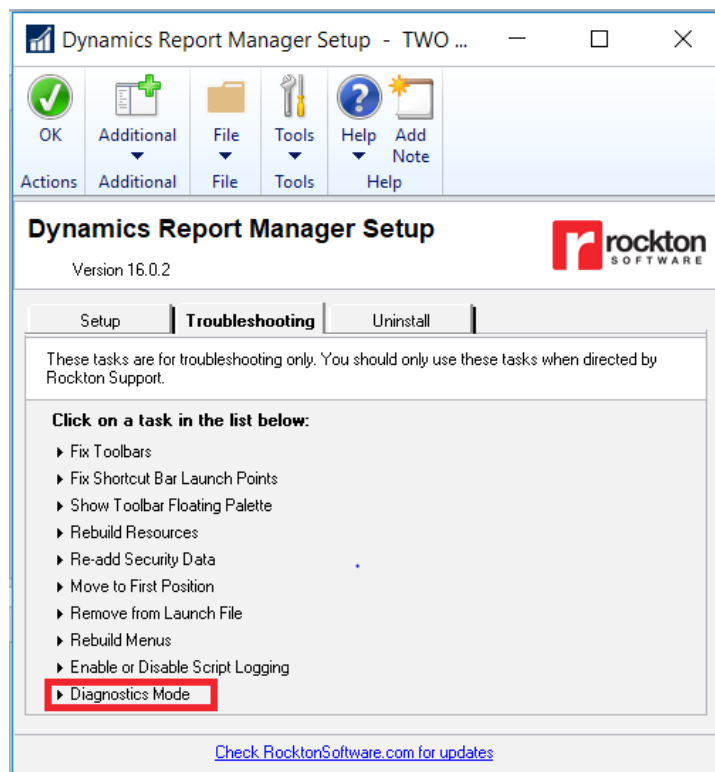 Dynamics Report Manager Setup - TWO ...
OK
Additional
File
Tools
Help
Add Note
Actions
Additional
File
Tools
Help
Dynamics Report Manager Setup
Version 16.0.2
rockton
SOFTWARE
Setup
Troubleshooting
Uninstall
These tasks are for troubleshooting only. You should only use these tasks when directed by
Rockton Support.
Click on a task in the list below:
Fix Toolbars
Fix Shortcut Bar Launch Points
Show Toolbar Floating Palette
Rebuild Resources
Re-add Security Data
Move to First Position
Remove from Launch File
Rebuild Menus
Enable or Disable Script Logging
Diagnostics Mode
Check RocktonSoftware.com for updates